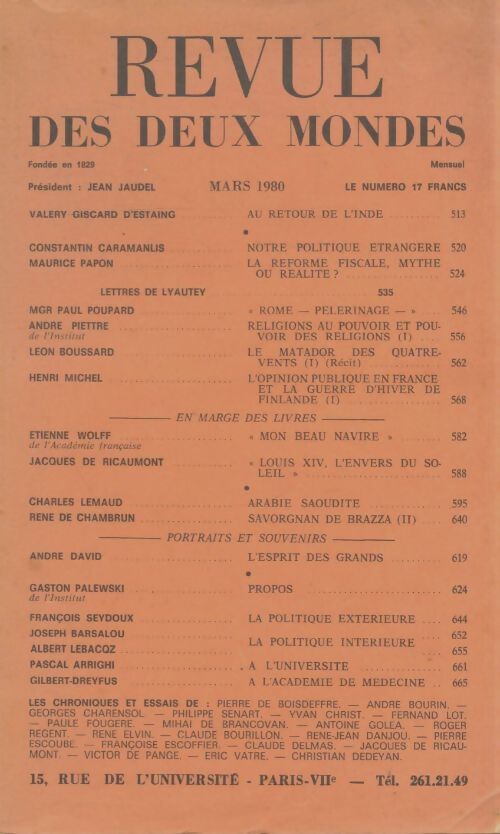 REVUE
DES DEUX MONDES
Fondée en 1829 Mensuel
Président : JEAN JAUDEL MARS 1980 LE NUMERO 17 FRANCS
VALERY GISCARD D'ESTAING AU RETOUR DE L'INDE 513
CONSTANTIN CARAMANLIS NOTRE POLITIQUE ETRANGERE 520
MAURICE PAPON LA REFORME FISCALE, MYTHE
OU REALITE ? 524
LETTRES DE LYAUTEY 535
MGR PAUL POUPARD « ROME — PELERINAGE — » 546
ANDRE PIETTRE RELIGIONS AU POUVOIR ET POU-
de l'Institut VOIR DES RELIGIONS (I) 556
LEON BOUSSARD LE MATADOR DES QUATRE-
VENTS (I) (Récit) 562
HENRI MICHEL L'OPINION PUBLIQUE EN FRANCE
ET LA GUERRE D'HIVER DE
FINLANDE (I) 568
EN MARGE DES LIVRES
ETIENNE WOLFF « MON BEAU NAVIRE » 582
de l'Académie française
JACQUES DE RICAUMONT « LOUIS XIV, L'ENVERS DU SO-
LEIL » 588
CHARLES LEMAUD ARABIE SAOUDITE 595
RENE DE CHAMBRUN SAVORGNAN DE BRAZZA (II) 640
PORTRAITS ET SOUVENIRS
ANDRE DAVID L'ESPRIT DES GRANDS 619
GASTON PALEWSKI PROPOS 624
de l'Institut
FRANÇOIS SEYDOUX LA POLITIQUE EXTERIEURE 644
JOSEPH BARSALOU 652
LA POLITIQUE INTERIEURE
ALBERT LEBACQZ 655
PASCAL ARRIGHI A L'UNIVERSITE 661
GILBERT-DREYFUS A L'ACADEMIE DE MEDECINE 665
LES CHRONIQUES ET ESSAIS DE : PIERRE DE BOISDEFFRE. — ANDRE BOURIN. —
GEORGES CHARENSOL. — PHILIPPE SENART. — YVAN CHRIST. — FERNAND LOT.
— PAULE FOUGERE. — MIHAI DE BRANCOVAN. — ANTOINE GOLEA. — ROGER
REGENT. — RENE ELVIN. — CLAUDE BOURILLON. — RENE-JEAN DANJOU. — PIERRE
ESCOUBE. — FRANÇOISE ESCOFFIER. — CLAUDE DELMAS. — JACQUES DE RICAU-
MONT. — VICTOR DE PANGE. — ERIC VATRE. — CHRISTIAN DEDEYAN.
15, RUE DE L'UNIVERSITÉ - PARIS-VIIe — Tél. 261.21.49